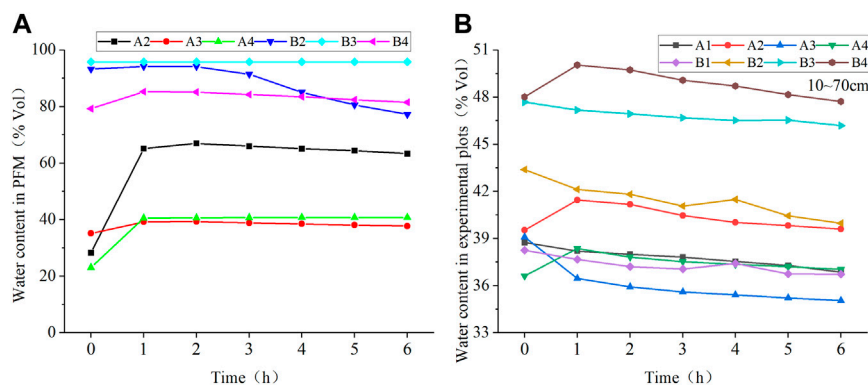 A
A2 A3 A4 B2 B3 B4
100
80
60
40
20
0
Water content in PFM（% Vol）
0 1 2 3 4 5 6
Time（h）
B
A1 A2 A3 A4
B1 B2 B3 B4
10~70cm
51
48
45
42
39
36
33
Water content in experimental plots（% Vol）
0 1 2 3 4 5 6
Time（h）